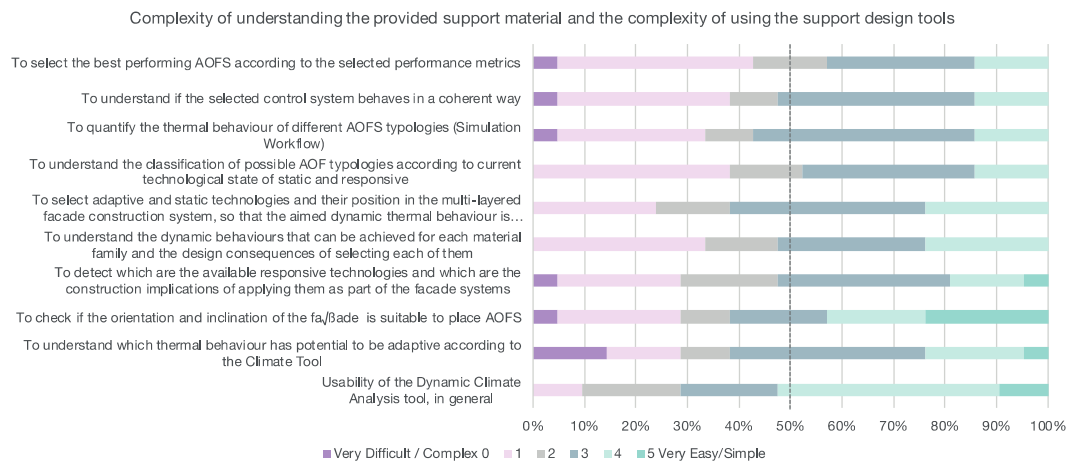 Complexity of understanding the provided support material and the complexity of using the support design tools
To select the best performing AOFS according to the selected performance metrics
To understand if the selected control system behaves in a coherent way
To quantify the thermal behaviour of different AOFS typologies (Simulation
Workflow)
To understand the classification of possible AOF typologies according to current
technological state of static and responsive
To select adaptive and static technologies and their position in the multi-layered
facade construction system, so that the aimed dynamic thermal behaviour is…
To understand the dynamic behaviours that can be achieved for each material
family and the design consequences of selecting each of them
To detect which are the available responsive technologies and which are the
construction implications of applying them as part of the facade systems
To check if the orientation and inclination of the fa√ßade is suitable to place AOFS
To understand which thermal behaviour has potential to be adaptive according to
the Climate Tool
Usability of the Dynamic Climate
Analysis tool, in general
0% 10% 20% 30% 40% 50% 60% 70% 80% 90% 100%
Very Difficult / Complex 0 1 2 3 4 5 Very Easy/Simple